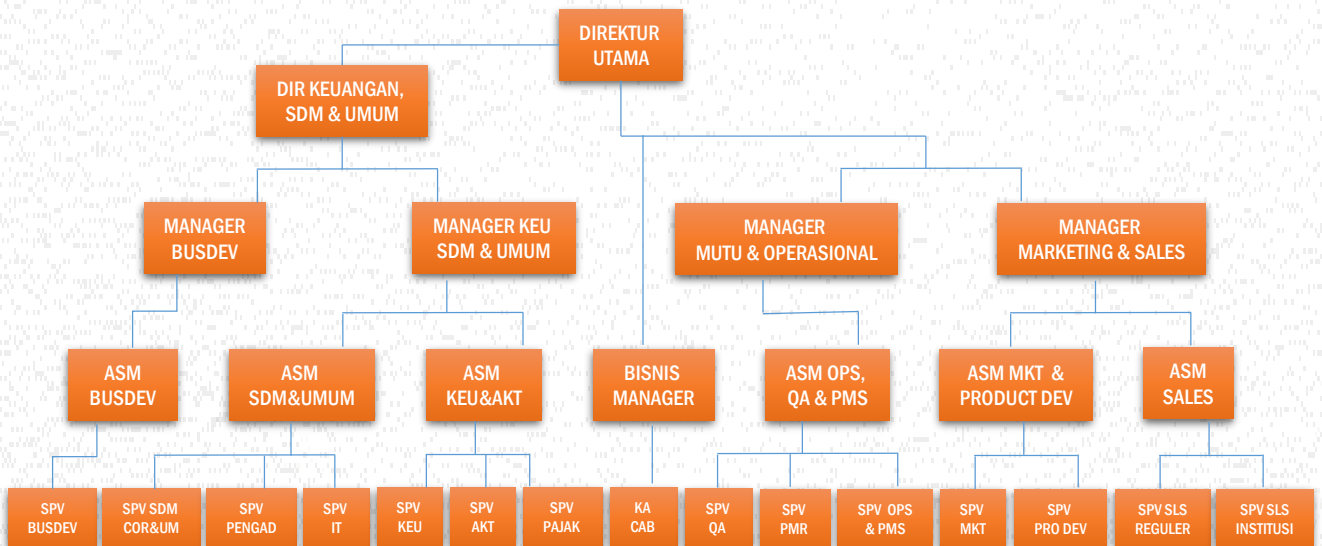 DIREKTUR
UTAMA
DIR KEUANGAN,
SDM & UMUM
MANAGER
BUSDEV
MANAGER KEU
SDM & UMUM
MANAGER
MUTU & OPERASIONAL
MANAGER
MARKETING & SALES
ASM
BUSDEV
ASM
SDM&UMUM
ASM
KEU&AKT
BISNIS
MANAGER
ASM OPS,
QA & PMS
ASM MKT &
PRODUCT DEV
ASM
SALES
SPV
BUSDEV
SPV SDM
COR&UM
SPV
PENGAD
SPV
IT
SPV
KEU
SPV
AKT
SPV
PAJAK
KA
CAB
SPV
QA
SPV
PMR
SPV OPS
& PMS
SPV
MKT
SPV
PRO DEV
SPV SLS
REGULER
SPV SLS
INSTITUSI